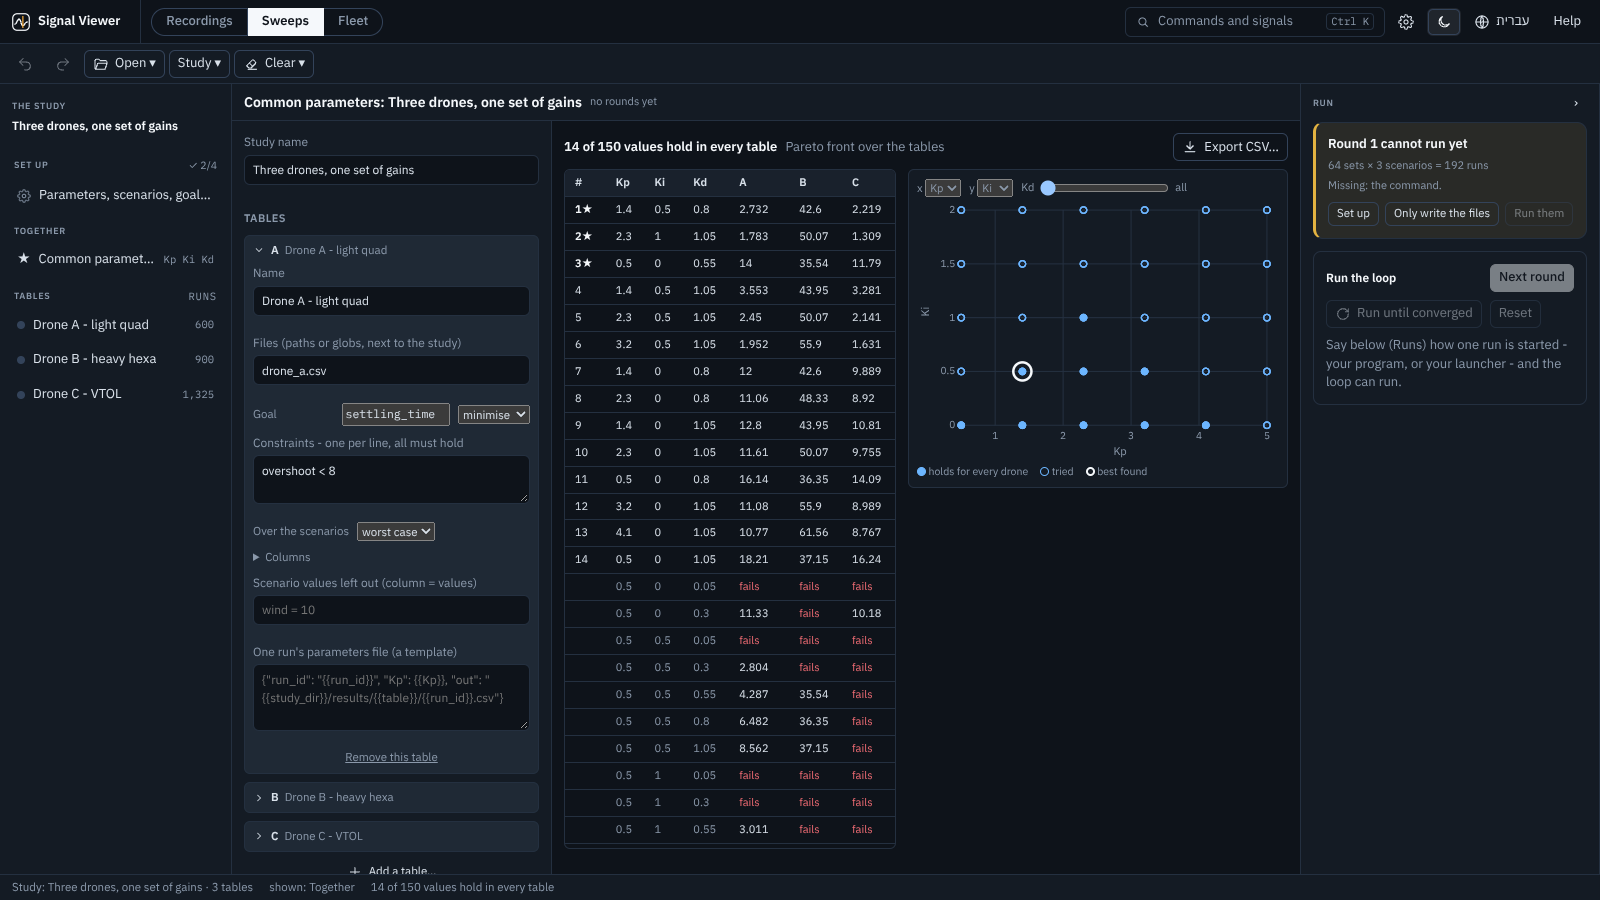 Signal Viewer
Recordings Sweeps Fleet
Commands and signals Ctrl K
עברית
Help
Open ▾ Study ▾ Clear ▾
THE STUDY
Three drones, one set of gains
SET UP ✓ 2/4
Parameters, scenarios, goal...
TOGETHER
★ Common paramet... Kp Ki Kd
TABLES RUNS
Drone A - light quad 600
Drone B - heavy hexa 900
Drone C - VTOL 1,325
Common parameters: Three drones, one set of gains no rounds yet
Study name
Three drones, one set of gains
TABLES
A Drone A - light quad
Name
Drone A - light quad
Files (paths or globs, next to the study)
drone_a.csv
Goal settling_time minimise
Constraints - one per line, all must hold
overshoot < 8
Over the scenarios worst case
Columns
Scenario values left out (column = values)
wind = 10
One run's parameters file (a template)
{"run_id": "{{run_id}}", "Kp": {{Kp}}, "out": "
{{study_dir}}/results/{{table}}/{{run_id}}.csv"}
Remove this table
B Drone B - heavy hexa
C Drone C - VTOL
+ Add a table...
14 of 150 values hold in every table Pareto front over the tables
Export CSV...
# Kp Ki Kd A B C
1★ 1.4 0.5 0.8 2.732 42.6 2.219
2★ 2.3 1 1.05 1.783 50.07 1.309
3★ 0.5 0 0.55 14 35.54 11.79
4 1.4 0.5 1.05 3.553 43.95 3.281
5 2.3 0.5 1.05 2.45 50.07 2.141
6 3.2 0.5 1.05 1.952 55.9 1.631
7 1.4 0 0.8 12 42.6 9.889
8 2.3 0 0.8 11.06 48.33 8.92
9 1.4 0 1.05 12.8 43.95 10.81
10 2.3 0 1.05 11.61 50.07 9.755
11 0.5 0 0.8 16.14 36.35 14.09
12 3.2 0 1.05 11.08 55.9 8.989
13 4.1 0 1.05 10.77 61.56 8.767
14 0.5 0 1.05 18.21 37.15 16.24
0.5 0 0.05 fails fails fails
0.5 0 0.3 11.33 fails 10.18
0.5 0.5 0.05 fails fails fails
0.5 0.5 0.3 2.804 fails fails
0.5 0.5 0.55 4.287 35.54 fails
0.5 0.5 0.8 6.482 36.35 fails
0.5 0.5 1.05 8.562 37.15 fails
0.5 1 0.05 fails fails fails
0.5 1 0.3 fails fails fails
0.5 1 0.55 3.011 fails fails
x Kp y Ki Kd all
2
1.5
1
0.5
0
Ki
1 2 3 4 5
Kp
holds for every drone tried best found
RUN
Round 1 cannot run yet
64 sets × 3 scenarios = 192 runs
Missing: the command.
Set up Only write the files Run them
Run the loop Next round
Run until converged Reset
Say below (Runs) how one run is started -
your program, or your launcher - and the
loop can run.
Study: Three drones, one set of gains · 3 tables shown: Together 14 of 150 values hold in every table